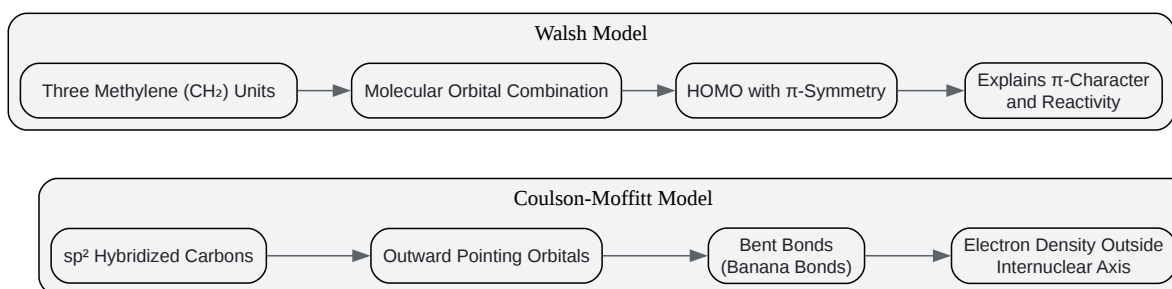 Walsh Model
Three Methylene (CH₂) Units
Molecular Orbital Combination
HOMO with π-Symmetry
Explains π-Character
and Reactivity
Coulson-Moffitt Model
sp² Hybridized Carbons
Outward Pointing Orbitals
Bent Bonds
(Banana Bonds)
Electron Density Outside
Internuclear Axis